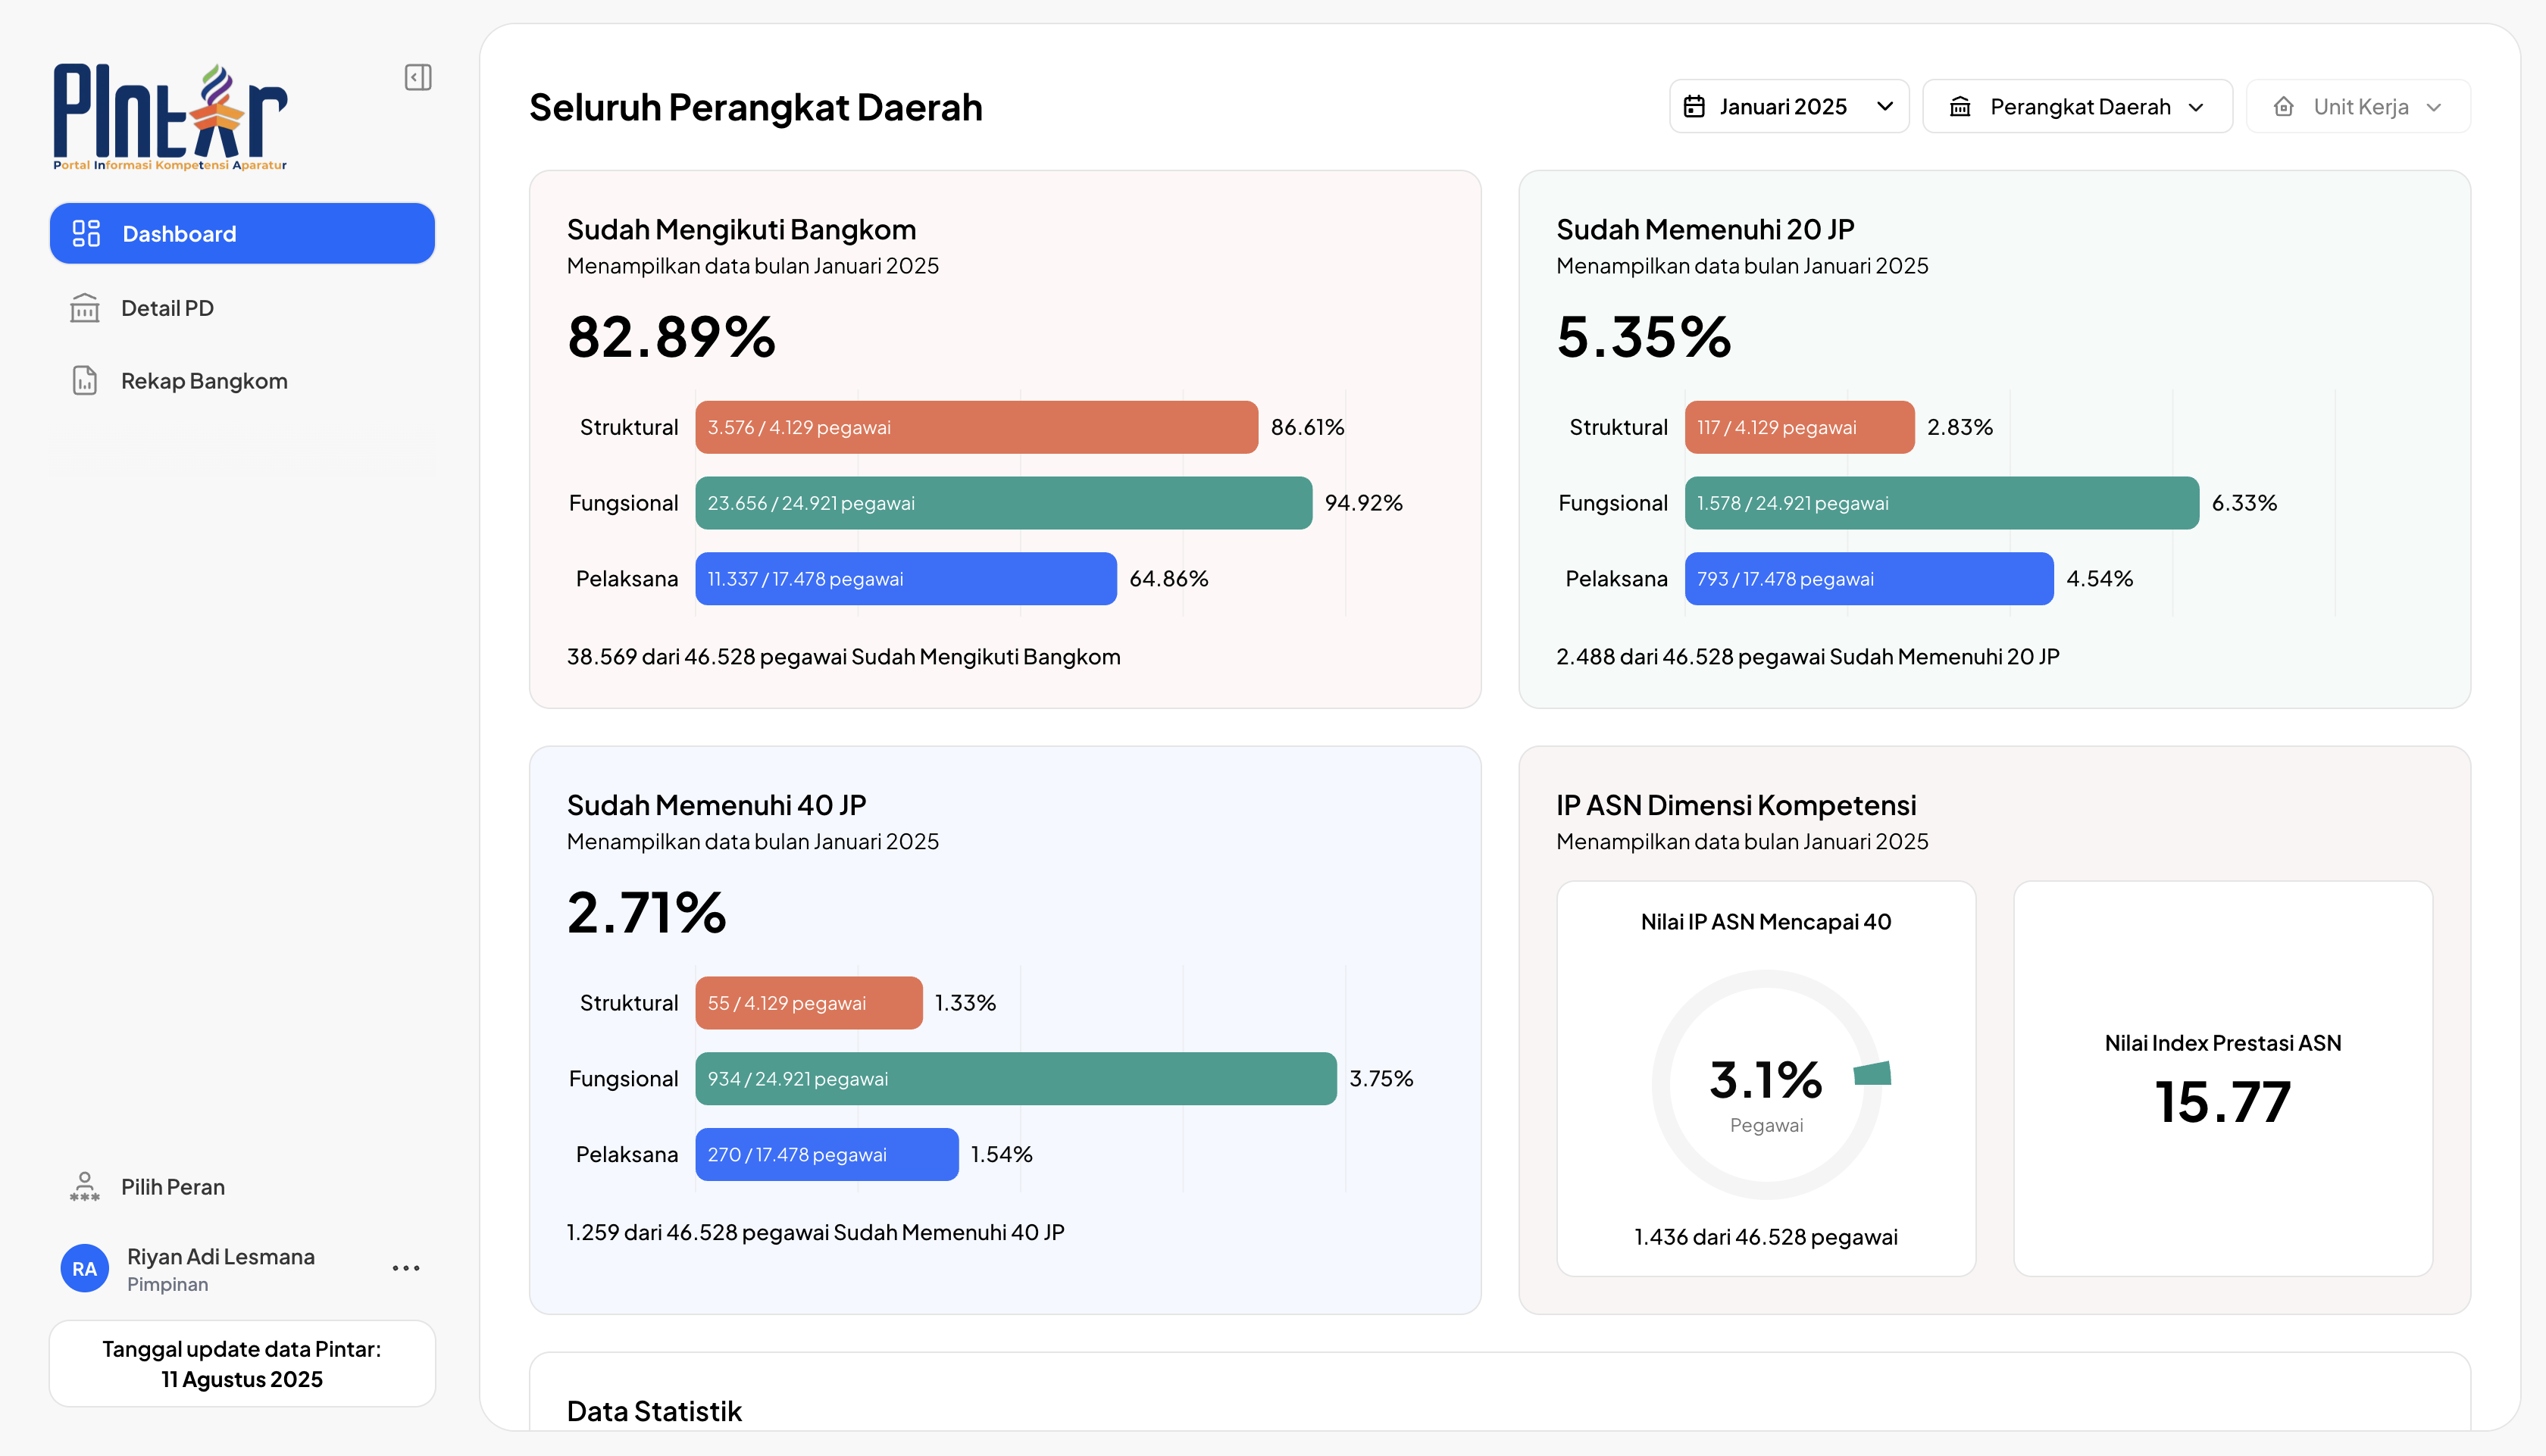 PIntar
Portal Informasi Kompetensi Aparatur
Dashboard
Detail PD
Rekap Bangkom
Pilih Peran
RA
Riyan Adi Lesmana
Pimpinan
Tanggal update data Pintar:
11 Agustus 2025
Seluruh Perangkat Daerah
Januari 2025
Perangkat Daerah
Unit Kerja
Sudah Mengikuti Bangkom
Menampilkan data bulan Januari 2025
82.89%
Struktural 3.576 / 4.129 pegawai 86.61%
Fungsional 23.656 / 24.921 pegawai 94.92%
Pelaksana 11.337 / 17.478 pegawai 64.86%
38.569 dari 46.528 pegawai Sudah Mengikuti Bangkom
Sudah Memenuhi 20 JP
Menampilkan data bulan Januari 2025
5.35%
Struktural 117 / 4.129 pegawai 2.83%
Fungsional 1.578 / 24.921 pegawai 6.33%
Pelaksana 793 / 17.478 pegawai 4.54%
2.488 dari 46.528 pegawai Sudah Memenuhi 20 JP
Sudah Memenuhi 40 JP
Menampilkan data bulan Januari 2025
2.71%
Struktural 55 / 4.129 pegawai 1.33%
Fungsional 934 / 24.921 pegawai 3.75%
Pelaksana 270 / 17.478 pegawai 1.54%
1.259 dari 46.528 pegawai Sudah Memenuhi 40 JP
IP ASN Dimensi Kompetensi
Menampilkan data bulan Januari 2025
Nilai IP ASN Mencapai 40
3.1%
Pegawai
1.436 dari 46.528 pegawai
Nilai Index Prestasi ASN
15.77
Data Statistik